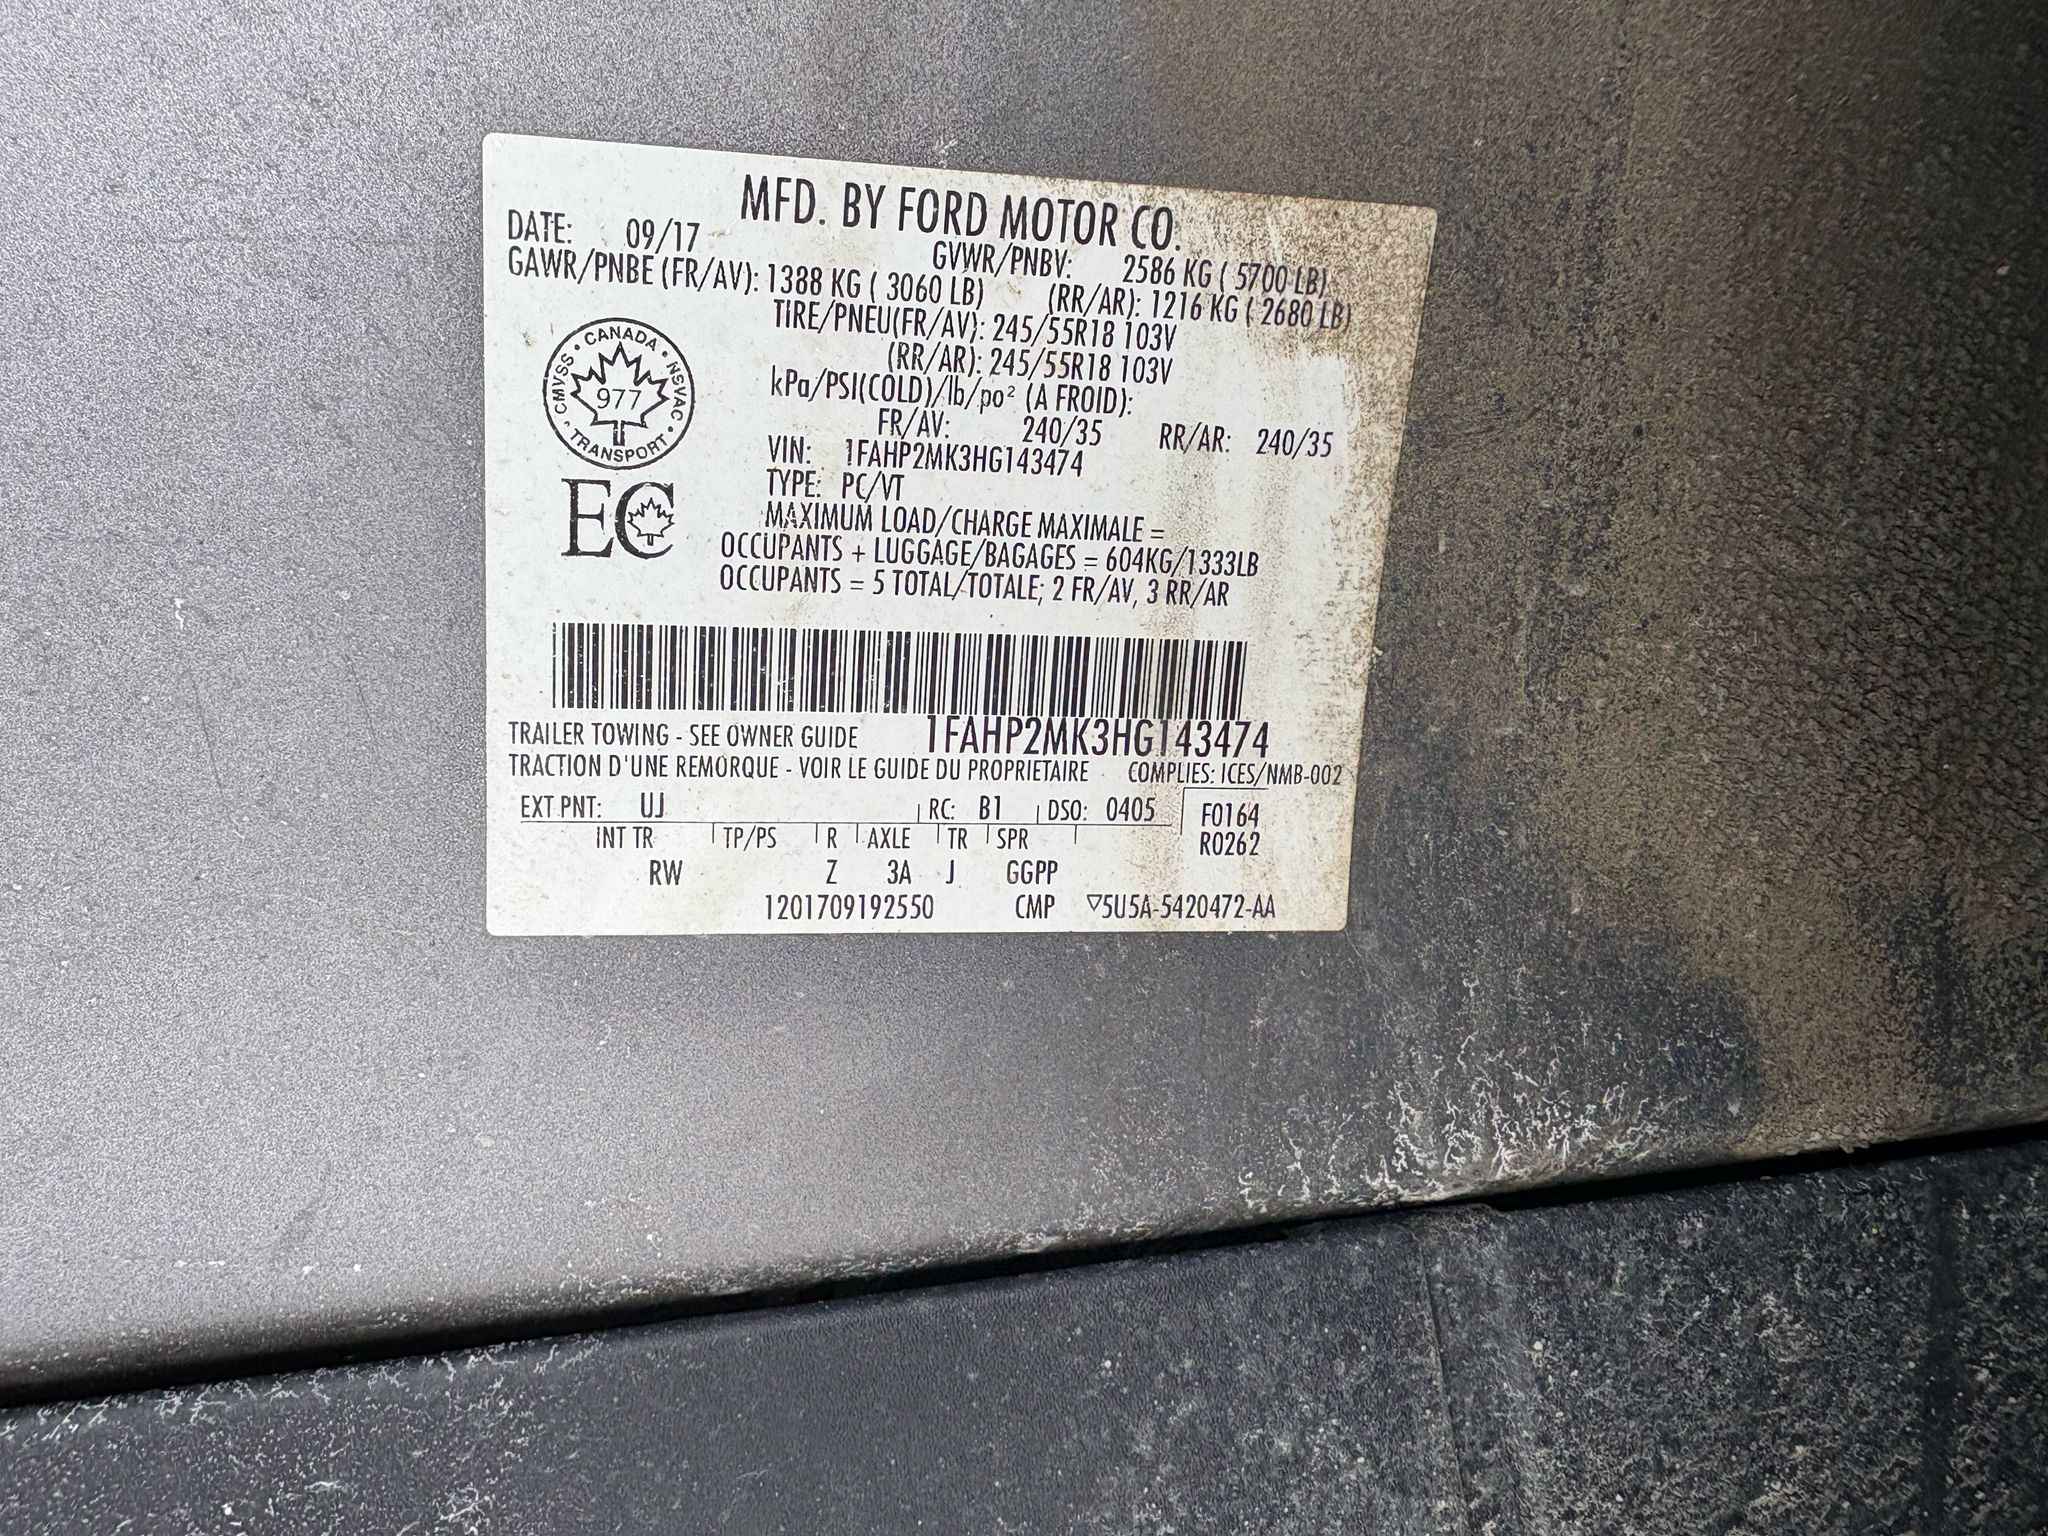 MFD. BY FORD MOTOR CO.
DATE: 09/17 GVWR/PNBV: 2586 KG ( 5700 LB)
GAWR/PNBE (FR/AV): 1388 KG ( 3060 LB) (RR/AR): 1216 KG ( 2680 LB)
TIRE/PNEU(FR/AV): 245/55R18 103V
(RR/AR): 245/55R18 103V
kPa/PSI(COLD)/lb/po² (A FROID):
FR/AV: 240/35 RR/AR: 240/35
VIN: 1FAHP2MK3HG143474
TYPE: PC/VT
MAXIMUM LOAD/CHARGE MAXIMALE =
OCCUPANTS + LUGGAGE/BAGAGES = 604KG/1333LB
OCCUPANTS = 5 TOTAL/TOTALE; 2 FR/AV, 3 RR/AR
CMVSS • CANADA • NSVAC • TRANSPORT •
977
EC
1FAHP2MK3HG143474
TRAILER TOWING - SEE OWNER GUIDE
TRACTION D'UNE REMORQUE - VOIR LE GUIDE DU PROPRIETAIRE COMPLIES: ICES/NMB-002
EXT PNT: UJ RC: B1 DSO: 0405 F0164
INT TR TP/PS R AXLE TR SPR R0262
RW Z 3A J GGPP
1201709192550 CMP ▽5U5A-5420472-AA